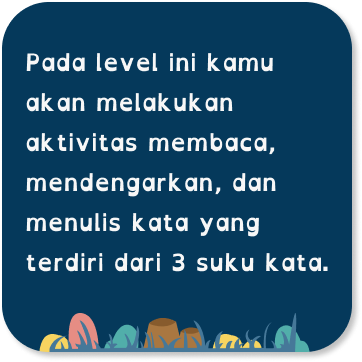 Pada level ini kamu
akan melakukan
aktivitas membaca,
mendengarkan, dan
menulis kata yang
terdiri dari 3 suku kata.